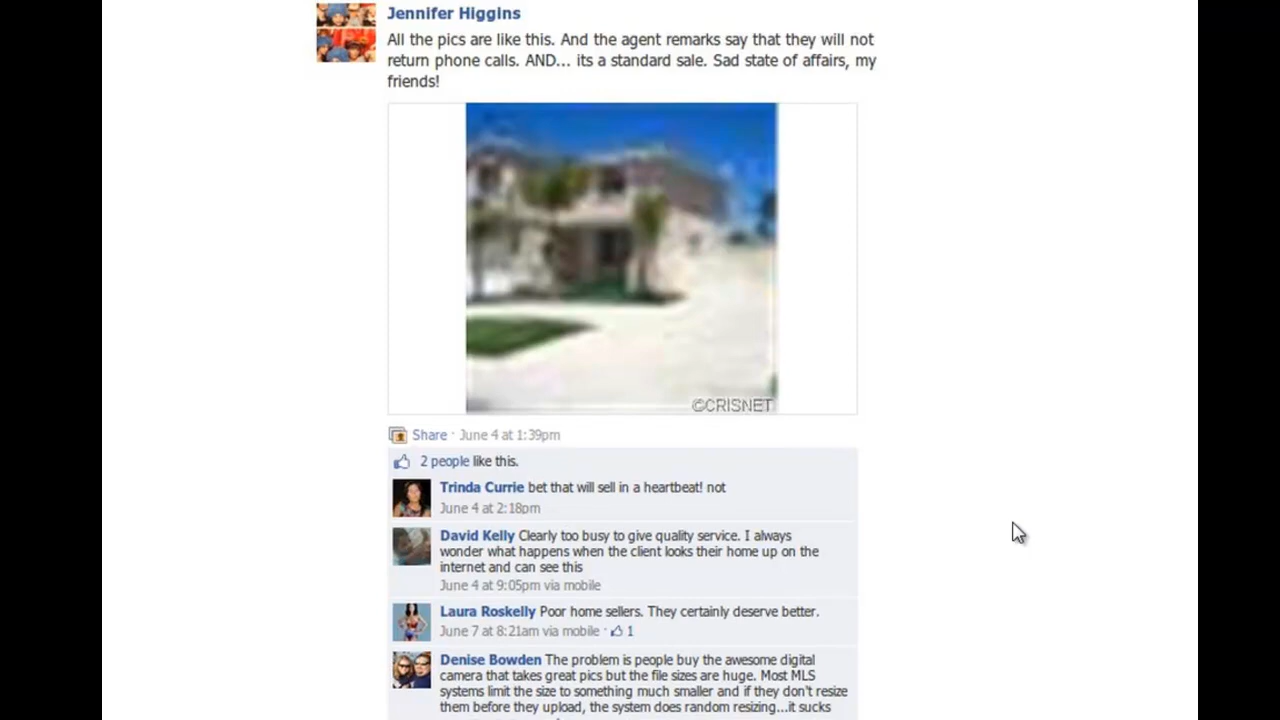 Jennifer Higgins
All the pics are like this. And the agent remarks say that they will not
return phone calls. AND... its a standard sale. Sad state of affairs, my
friends!
©CRISNET
Share · June 4 at 1:39pm
2 people like this.
Trinda Currie bet that will sell in a heartbeat! not
June 4 at 2:18pm
David Kelly Clearly too busy to give quality service. I always
wonder what happens when the client looks their home up on the
internet and can see this
June 4 at 9:05pm via mobile
Laura Roskelly Poor home sellers. They certainly deserve better.
June 7 at 8:21am via mobile · 1
Denise Bowden The problem is people buy the awesome digital
camera that takes great pics but the file sizes are huge. Most MLS
systems limit the size to something much smaller and if they don't resize
them before they upload, the system does random resizing...it sucks